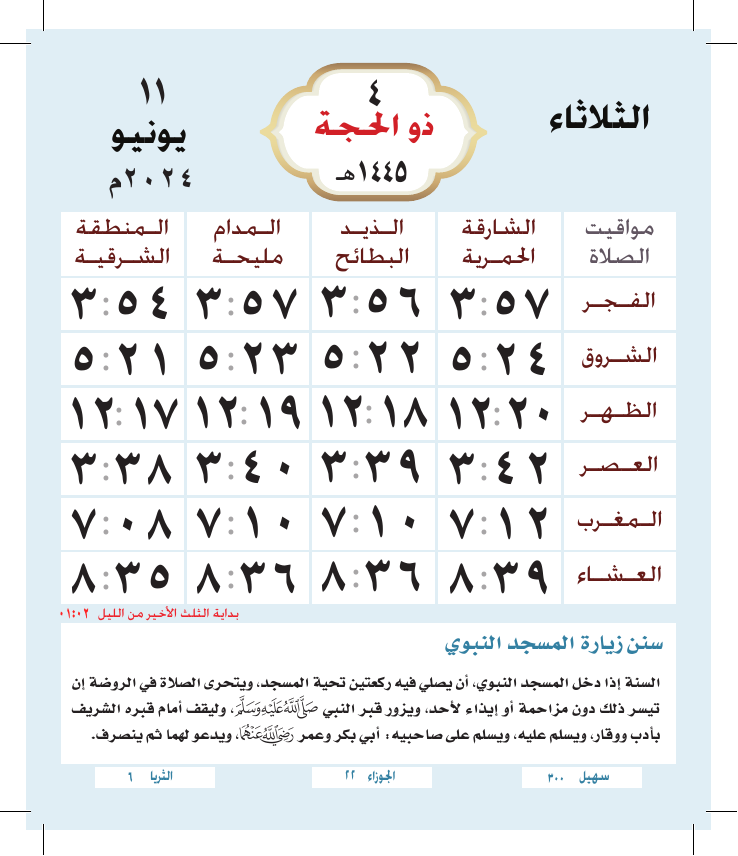 الثلاثاء
٤
ذو الحجة
١٤٤٥هـ
١١
يونيو
٢٠٢٤م
مواقيت الصلاة | الشارقة الحمرية | الذيد البطائح | المدام مليحة | المنطقة الشرقية
الفجر ٣:٥٧ ٣:٥٦ ٣:٥٧ ٣:٥٤
الشروق ٥:٢٤ ٥:٢٢ ٥:٢٣ ٥:٢١
الظهر ١٢:٢٠ ١٢:١٨ ١٢:١٩ ١٢:١٧
العصر ٣:٤٢ ٣:٣٩ ٣:٤٠ ٣:٣٨
المغرب ٧:١٢ ٧:١٠ ٧:١٠ ٧:٠٨
العشاء ٨:٣٩ ٨:٣٦ ٨:٣٦ ٨:٣٥
بداية الثلث الأخير من الليل ٠١:٠٢
سنن زيارة المسجد النبوي
السنة إذا دخل المسجد النبوي، أن يصلي فيه ركعتين تحية المسجد، ويتحرى الصلاة في الروضة إن
تيسر ذلك دون مزاحمة أو إيذاء لأحد، ويزور قبر النبي صَلَّى اللَّهُ عَلَيْهِ وَسَلَّمَ، وليقف أمام قبره الشريف
بأدب ووقار، ويسلم عليه، ويسلم على صاحبيه: أبي بكر وعمر رَضِيَ اللَّهُ عَنْهُمَا، ويدعو لهما ثم ينصرف.
سهيل ٣٠٠
الجوزاء ٢٢
الثريا ٦